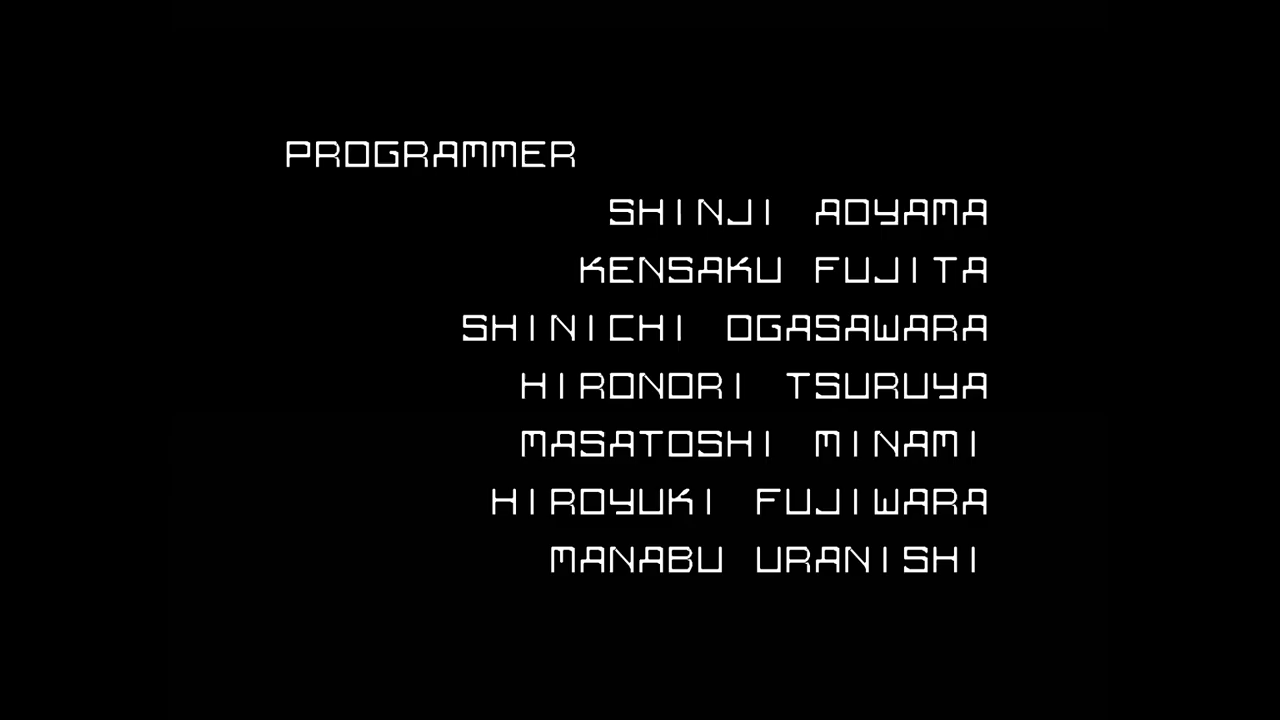 PROGRAMMER
SHINJI AOYAMA
KENSAKU FUJITA
SHINICHI OGASAWARA
HIRONORI TSURUYA
MASATOSHI MINAMI
HIROYUKI FUJIWARA
MANABU URANISHI